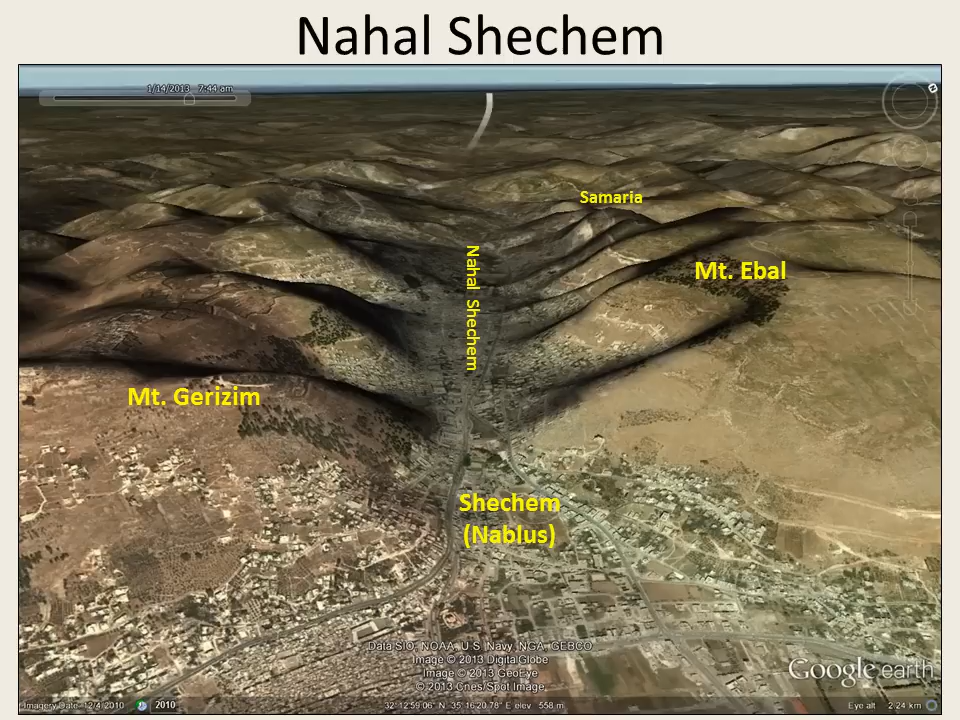 Nahal Shechem
1/14/2013 7:44 am
Samaria
Nahal Shechem
Mt. Ebal
Mt. Gerizim
Shechem
(Nablus)
Data SIO, NOAA, U.S. Navy, NGA, GEBCO
Image © 2013 DigitalGlobe
Image © 2013 GeoEye
© 2013 Cnes/Spot Image
Google earth
Imagery Date: 12/4/2010 2010 32°12'59.06" N 35°16'20.78" E elev 558 m Eye alt 2.24 km